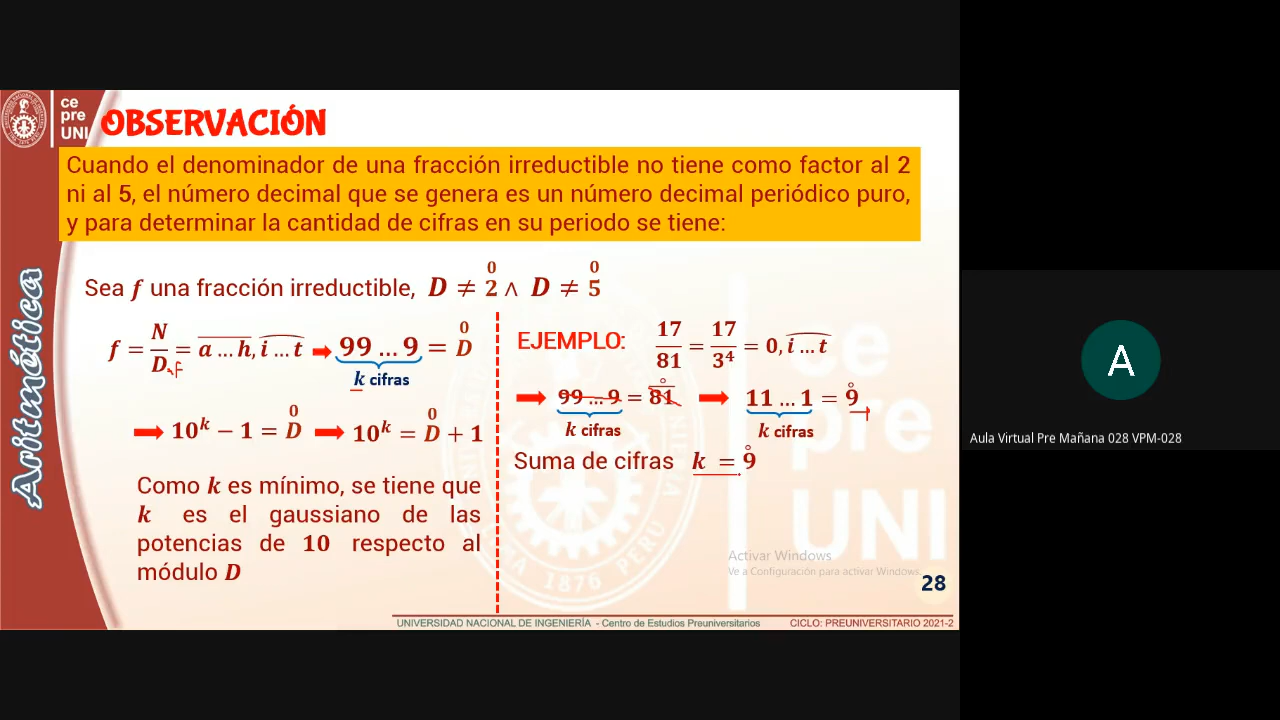 ce
pre
UNI
OBSERVACIÓN
Cuando el denominador de una fracción irreductible no tiene como factor al 2
ni al 5, el número decimal que se genera es un número decimal periódico puro,
y para determinar la cantidad de cifras en su periodo se tiene:
Aritmética
Sea f una fracción irreductible, D ≠ 2̊ ∧ D ≠ 5̊
f = N/D = a ... h, i ... t ➡ 99 ... 9 = D̊
k cifras
➡ 10^k − 1 = D̊ ➡ 10^k = D̊ + 1
Como k es mínimo, se tiene que
k es el gaussiano de las
potencias de 10 respecto al
módulo D
EJEMPLO: 17/81 = 17/3^4 = 0, i ... t
➡ 99 ... 9 = 81̊ ➡ 11 ... 1 = 9̊
k cifras k cifras
Suma de cifras k = 9̊
ce
pre
UNI
1876
Activar Windows
Ve a Configuración para activar Windows.
28
UNIVERSIDAD NACIONAL DE INGENIERÍA - Centro de Estudios Preuniversitarios CICLO: PREUNIVERSITARIO 2021-2
A
Aula Virtual Pre Mañana 028 VPM-028